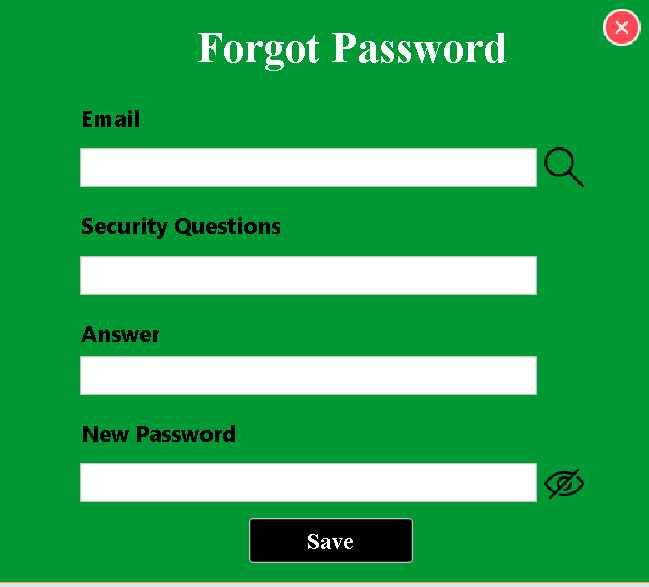 Forgot Password
Email
Security Questions
Answer
New Password
Save